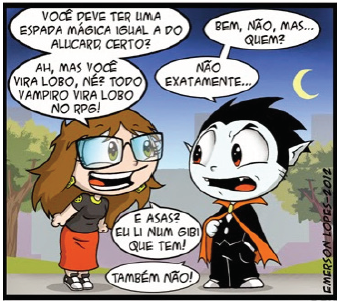 VOCÊ DEVE TER UMA
ESPADA MÁGICA IGUAL A DO
ALUCARD, CERTO?
BEM, NÃO, MAS...
QUEM?
AH, MAS VOCÊ
VIRA LOBO, NÉ? TODO
VAMPIRO VIRA LOBO
NO RPG!
NÃO
EXATAMENTE...
E ASAS?
EU LI NUM GIBI
QUE TEM!
TAMBÉM NÃO!
EMERSON LOPES-2012